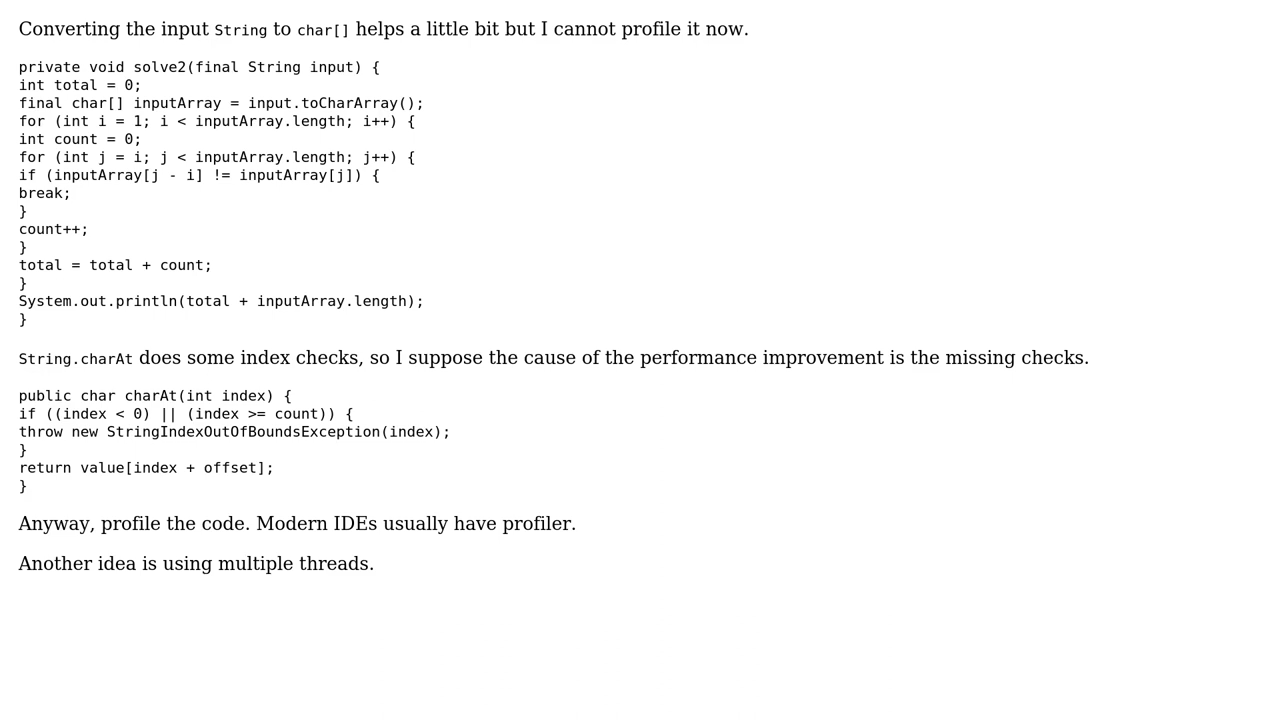 Converting the input String to char[] helps a little bit but I cannot profile it now.
private void solve2(final String input) {
int total = 0;
final char[] inputArray = input.toCharArray();
for (int i = 1; i < inputArray.length; i++) {
int count = 0;
for (int j = i; j < inputArray.length; j++) {
if (inputArray[j - i] != inputArray[j]) {
break;
}
count++;
}
total = total + count;
}
System.out.println(total + inputArray.length);
}
String.charAt does some index checks, so I suppose the cause of the performance improvement is the missing checks.
public char charAt(int index) {
if ((index < 0) || (index >= count)) {
throw new StringIndexOutOfBoundsException(index);
}
return value[index + offset];
}
Anyway, profile the code. Modern IDEs usually have profiler.
Another idea is using multiple threads.